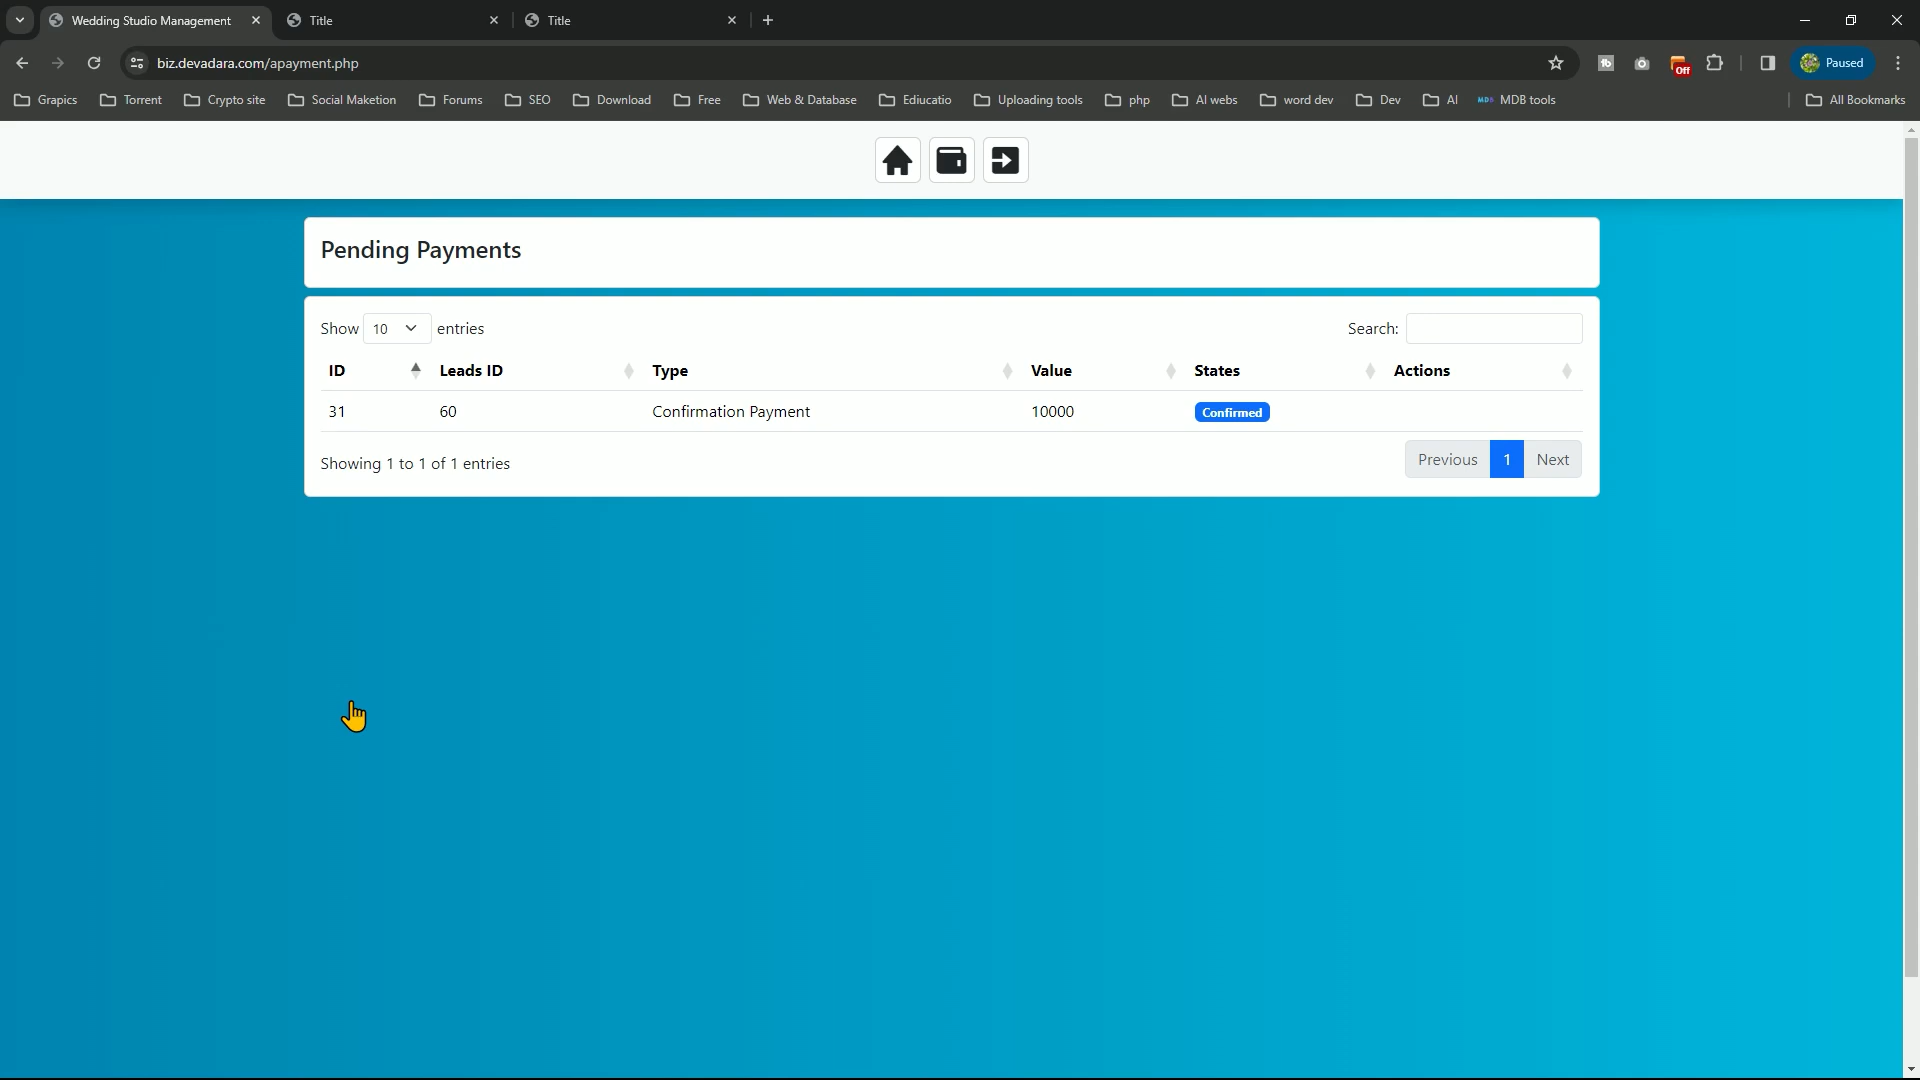 Wedding Studio Management
Title
Title
biz.devadara.com/apayment.php
Off
Paused
Grapics
Torrent
Crypto site
Social Maketion
Forums
SEO
Download
Free
Web & Database
Ediucatio
Uploading tools
php
AI webs
word dev
Dev
AI
MDB tools
All Bookmarks
Pending Payments
Show 10 entries
Search:
ID Leads ID Type Value States Actions
31 60 Confirmation Payment 10000 Confirmed
Showing 1 to 1 of 1 entries
Previous 1 Next